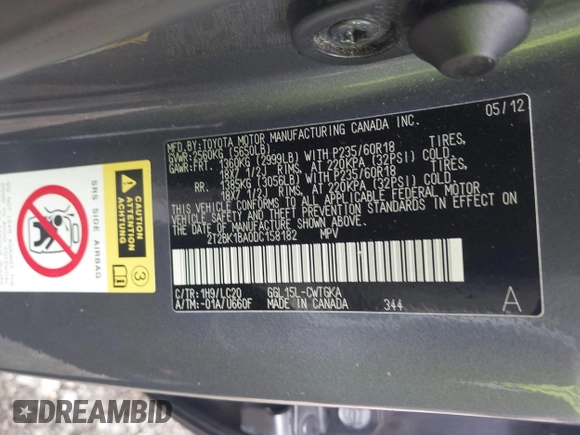 MFD.BY:TOYOTA MOTOR MANUFACTURING CANADA INC. 05/12
GVWR:2560KG (5650LB)
GAWR:FRT. 1360KG (2999LB) WITH P235/60R18 TIRES,
18X7 1/2J RIMS, AT 220KPA (32PSI) COLD
RR. 1385KG (3056LB) WITH P235/60R18 TIRES,
18X7 1/2J RIMS, AT 220KPA (32PSI) COLD
THIS VEHICLE CONFORMS TO ALL APPLICABLE FEDERAL MOTOR
VEHICLE SAFETY AND THEFT PREVENTION STANDARDS IN EFFECT ON
THE DATE OF MANUFACTURE SHOWN ABOVE.
2T2BK1BA0DC158182 MPV
C/TR: 1H9/LC20 GGL15L-CWTGKA
A/TM:-01A/U660F MADE IN CANADA 344 A
CAUTION
ATTENTION
ACHTUNG
3
SRS SIDE AIRBAG
DREAMBID